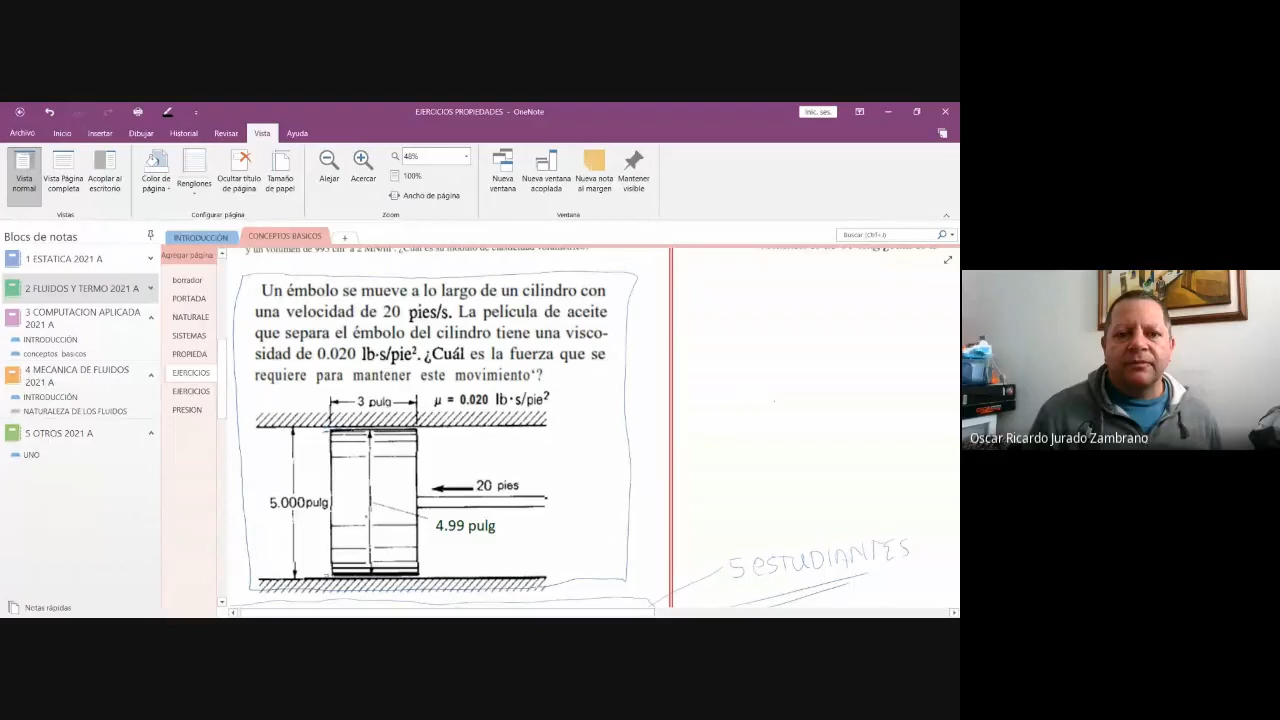 EJERCICIOS PROPIEDADES - OneNote
Inic. ses.
Archivo Inicio Insertar Dibujar Historial Revisar Vista Ayuda
Vista normal
Vista Página completa
Acoplar al escritorio
Vistas
Color de página
Renglones
Ocultar título de página
Tamaño de papel
Configurar página
Alejar
Acercar
48%
100%
Ancho de página
Zoom
Nueva ventana
Nueva ventana acoplada
Nueva nota al margen
Mantener visible
Ventana
Blocs de notas
INTRODUCCIÓN
CONCEPTOS BASICOS
+
Buscar (Ctrl+J)
1 ESTATICA 2021 A
2 FLUIDOS Y TERMO 2021 A
3 COMPUTACION APLICADA 2021 A
INTRODUCCIÓN
conceptos basicos
4 MECANICA DE FLUIDOS 2021 A
INTRODUCCIÓN
NATURALEZA DE LOS FLUIDOS
5 OTROS 2021 A
UNO
Notas rápidas
Agregar página
borrador
PORTADA
NATURALE
SISTEMAS
PROPIEDA
EJERCICIOS
EJERCICIOS
PRESION
Un émbolo se mueve a lo largo de un cilindro con
una velocidad de 20 pies/s. La película de aceite
que separa el émbolo del cilindro tiene una visco-
sidad de 0.020 lb·s/pie². ¿Cuál es la fuerza que se
requiere para mantener este movimiento'?
3 pulg
μ = 0.020 lb·s/pie²
20 pies
5.000 pulg
4.99 pulg
5 ESTUDIANTES
Oscar Ricardo Jurado Zambrano